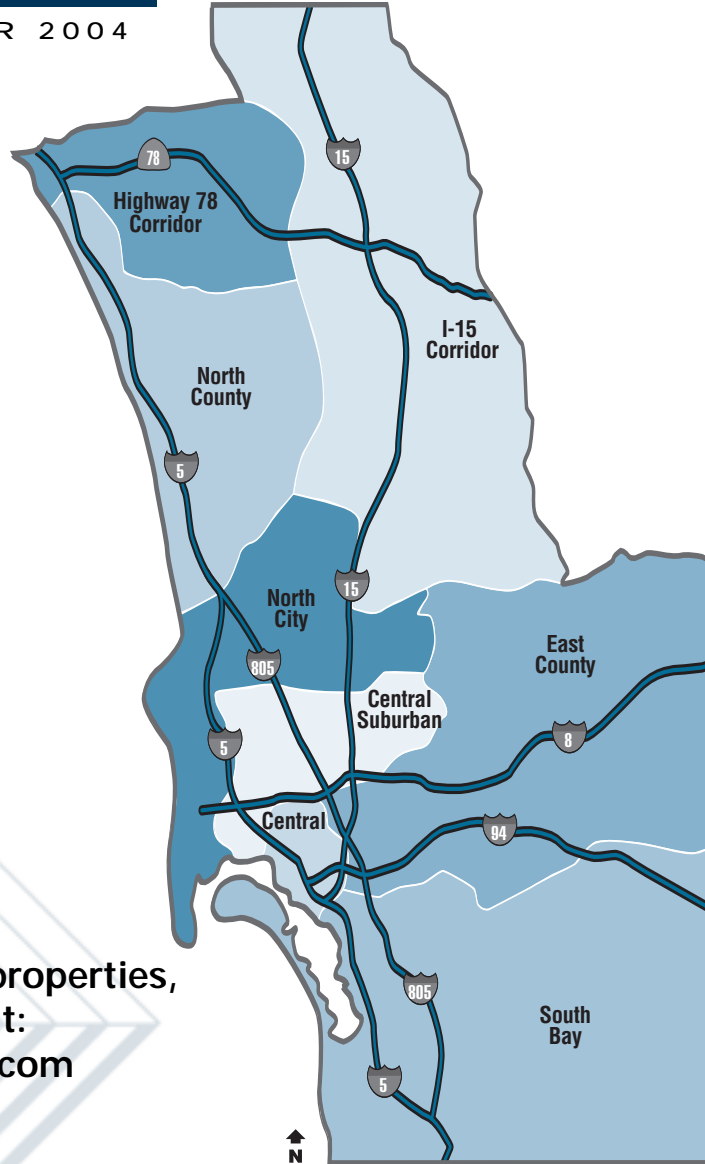 R 2004
78
15
Highway 78
Corridor
I-15
Corridor
North
County
5
15
North
City
805
East
County
Central
Suburban
5
8
Central
94
properties,
t:
com
805
South
Bay
5
N